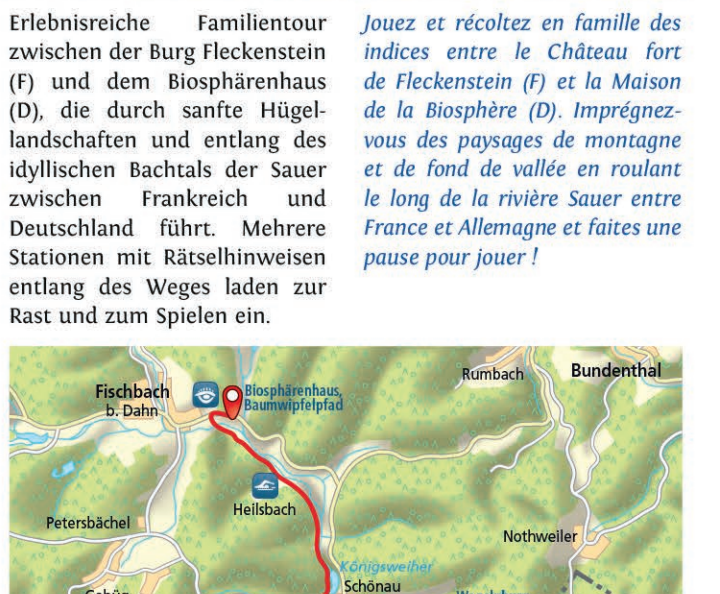 Erlebnisreiche Familientour
zwischen der Burg Fleckenstein
(F) und dem Biosphärenhaus
(D), die durch sanfte Hügel-
landschaften und entlang des
idyllischen Bachtals der Sauer
zwischen Frankreich und
Deutschland führt. Mehrere
Stationen mit Rätselhinweisen
entlang des Weges laden zur
Rast und zum Spielen ein.
Jouez et récoltez en famille des
indices entre le Château fort
de Fleckenstein (F) et la Maison
de la Biosphère (D). Imprégnez-
vous des paysages de montagne
et de fond de vallée en roulant
le long de la rivière Sauer entre
France et Allemagne et faites une
pause pour jouer !
Rumbach
Bundenthal
Fischbach
b. Dahn
Biosphärenhaus,
Baumwipfelpfad
Heilsbach
Petersbächel
Nothweiler
Königsweiher
Schönau